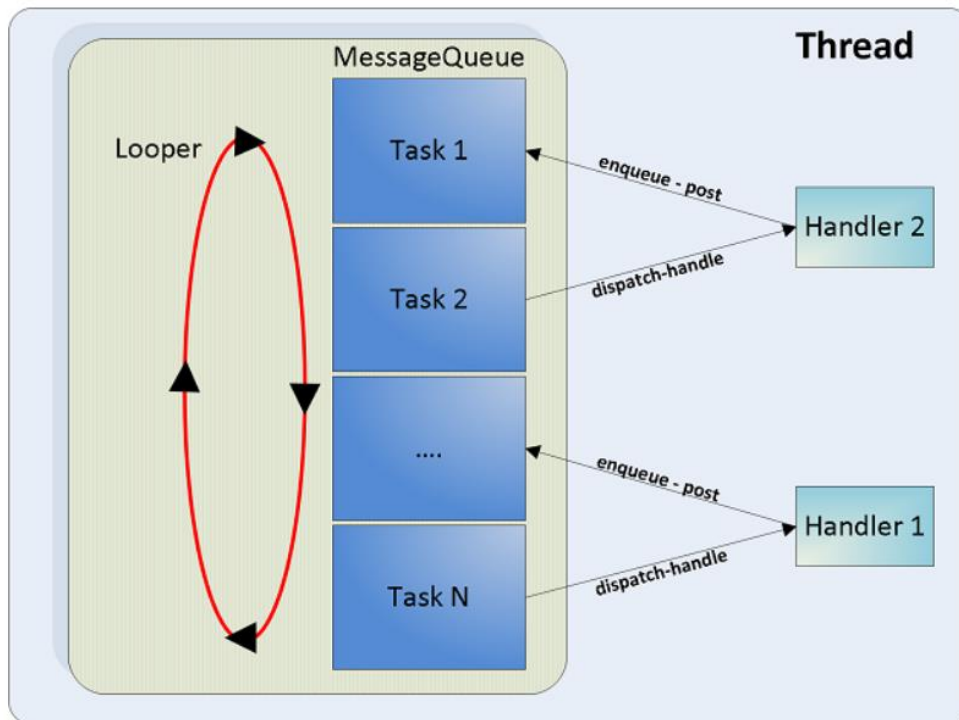 Thread
MessageQueue
Looper
Task 1
enqueue - post
Handler 2
dispatch-handle
Task 2
....
enqueue - post
Handler 1
dispatch-handle
Task N